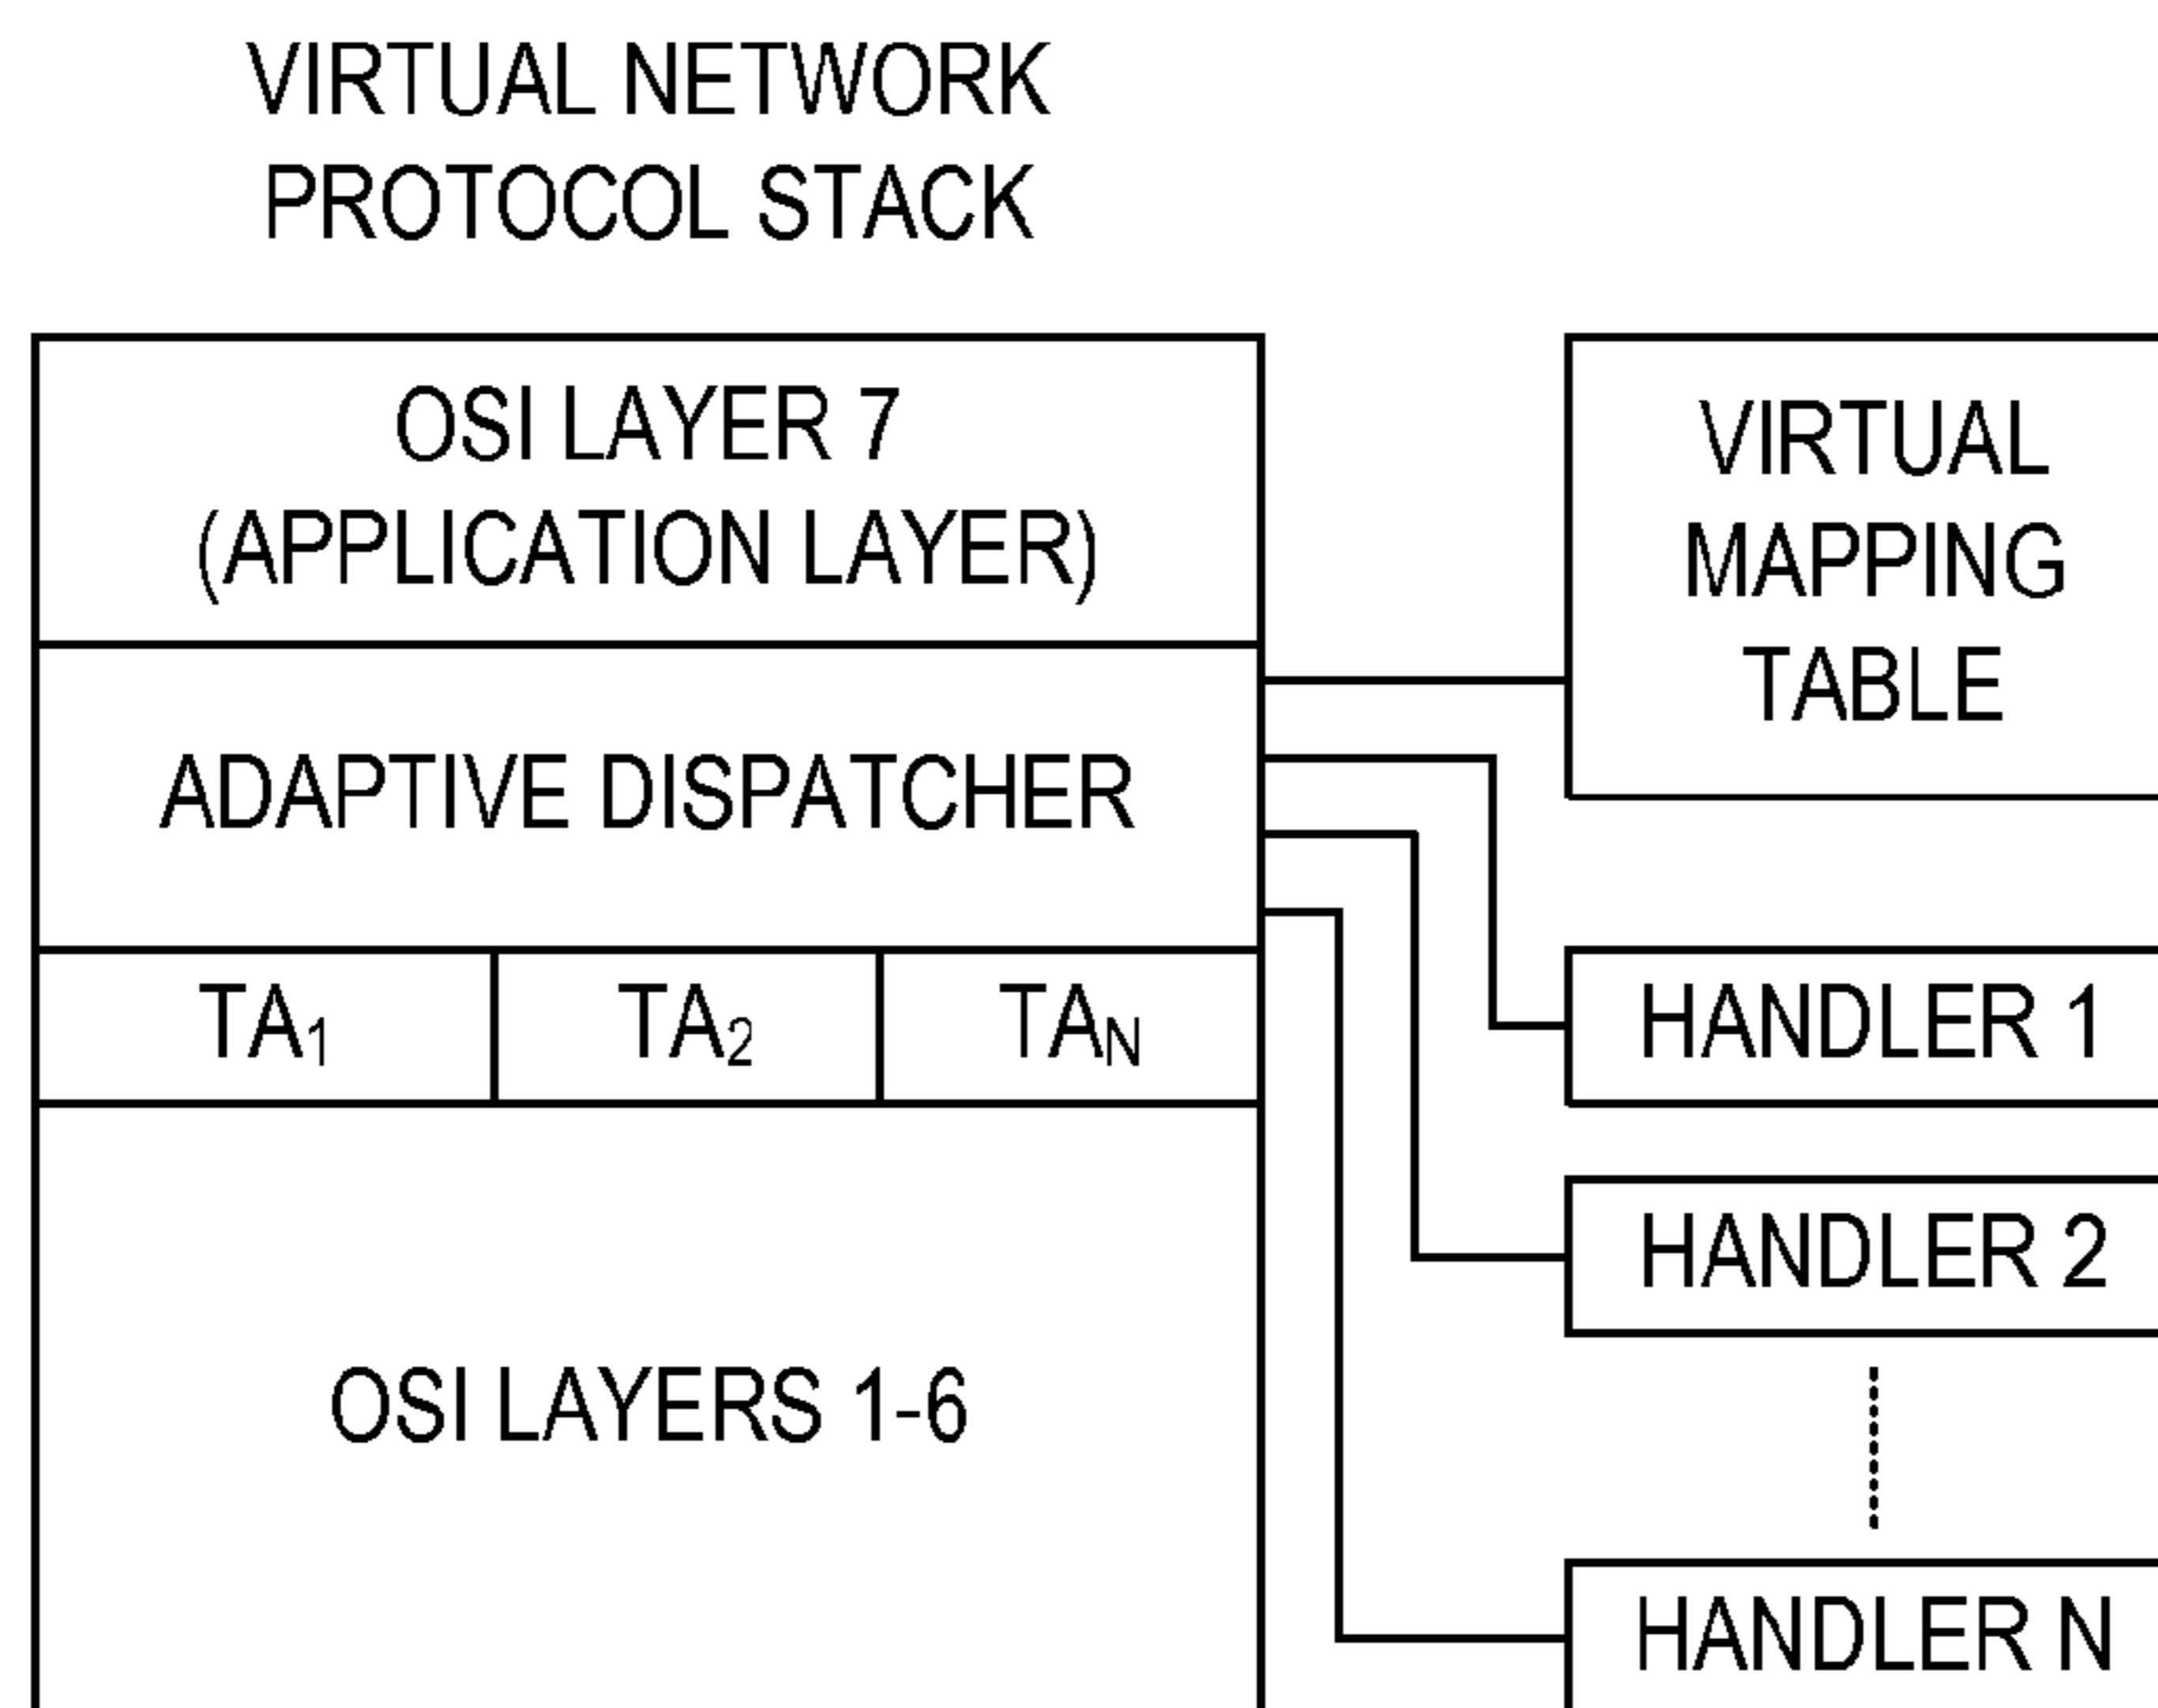 VIRTUAL NETWORK
PROTOCOL STACK
OSI LAYER 7
(APPLICATION LAYER)
ADAPTIVE DISPATCHER
TA1
TA2
TAN
OSI LAYERS 1-6
VIRTUAL
MAPPING
TABLE
HANDLER 1
HANDLER 2
HANDLER N